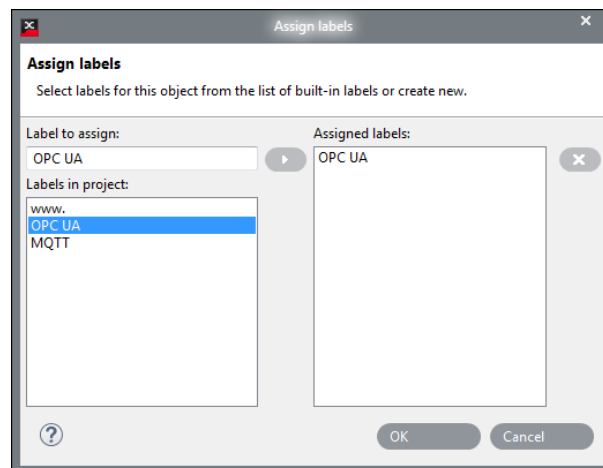 Assign labels
Assign labels
Select labels for this object from the list of built-in labels or create new.
Label to assign:
OPC UA
Labels in project:
www.
OPC UA
MQTT
Assigned labels:
OPC UA
?
OK
Cancel